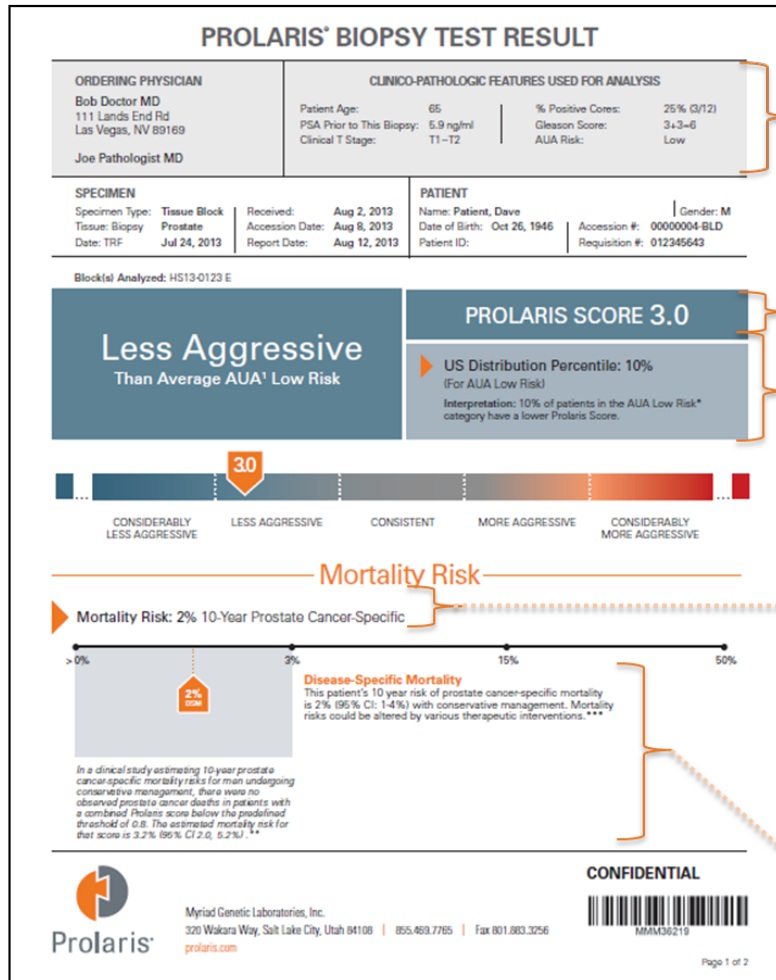 PROLARIS® BIOPSY TEST RESULT
ORDERING PHYSICIAN
Bob Doctor MD
111 Lands End Rd
Las Vegas, NV 89169
Joe Pathologist MD
CLINICO-PATHOLOGIC FEATURES USED FOR ANALYSIS
Patient Age: 65
PSA Prior to This Biopsy: 5.9 ng/ml
Clinical T Stage: T1-T2
% Positive Cores: 25% (3/12)
Gleason Score: 3+3=6
AUA Risk: Low
SPECIMEN
Specimen Type: Tissue Block
Tissue: Biopsy Prostate
Date: TRF Jul 24, 2013
Received: Aug 2, 2013
Accession Date: Aug 8, 2013
Report Date: Aug 12, 2013
PATIENT
Name: Patient, Dave
Gender: M
Date of Birth: Oct 26, 1946
Accession #: 00000004-BLD
Patient ID:
Requisition #: 012345643
Block(s) Analyzed: HS13-0123 E
Less Aggressive
Than Average AUA¹ Low Risk
PROLARIS SCORE 3.0
US Distribution Percentile: 10%
(For AUA Low Risk)
Interpretation: 10% of patients in the AUA Low Risk*
category have a lower Prolaris Score.
3.0
... ...
CONSIDERABLY
LESS AGGRESSIVE
LESS AGGRESSIVE
CONSISTENT
MORE AGGRESSIVE
CONSIDERABLY
MORE AGGRESSIVE
Mortality Risk
Mortality Risk: 2% 10-Year Prostate Cancer-Specific
>0% 3% 15% 50%
2%
DSM
Disease-Specific Mortality
This patient's 10 year risk of prostate cancer-specific mortality
is 2% (95% CI: 1-4%) with conservative management. Mortality
risks could be altered by various therapeutic interventions.***
In a clinical study estimating 10-year prostate
cancer-specific mortality risks for men undergoing
conservative management, there were no
observed prostate cancer deaths in patients with
a combined Prolaris score below the predefined
threshold of 0.8. The estimated mortality risk for
that score is 3.2% (95% CI 2.0, 5.2%) .**
Prolaris
Myriad Genetic Laboratories, Inc.
320 Wakara Way, Salt Lake City, Utah 84108 | 855.469.7765 | Fax 801.883.3256
prolaris.com
CONFIDENTIAL
MMM36219
Page 1 of 2